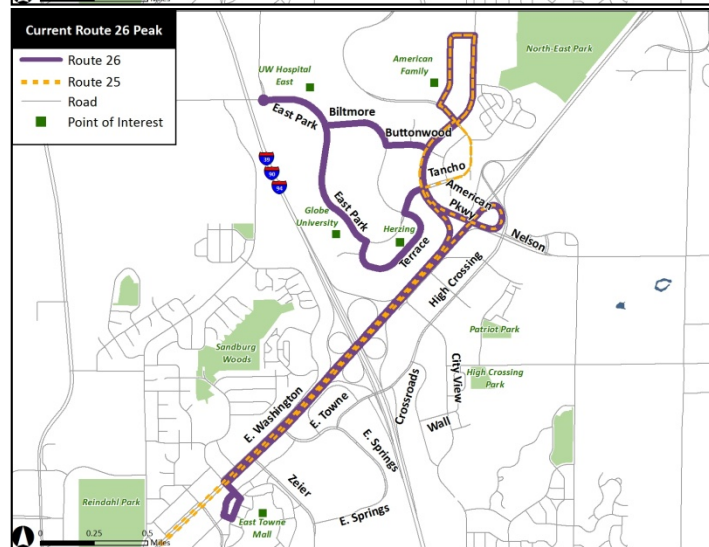 Current Route 26 Peak
Route 26
Route 25
Road
Point of Interest
North-East Park
American
Family
UW Hospital
East
East Park
Biltmore
Buttonwood
Tancho
American
Pkwy
39
90
94
East
Park
Globe
University
Herzing
Terrace
Nelson
High Crossing
Patriot Park
Sandburg
Woods
City View
High Crossing
Park
Crossroads
E. Washington
E. Towne
Wall
E. Springs
Zeier
E. Springs
Reindahl Park
East Towne
Mall
0
0.25
0.5
Miles